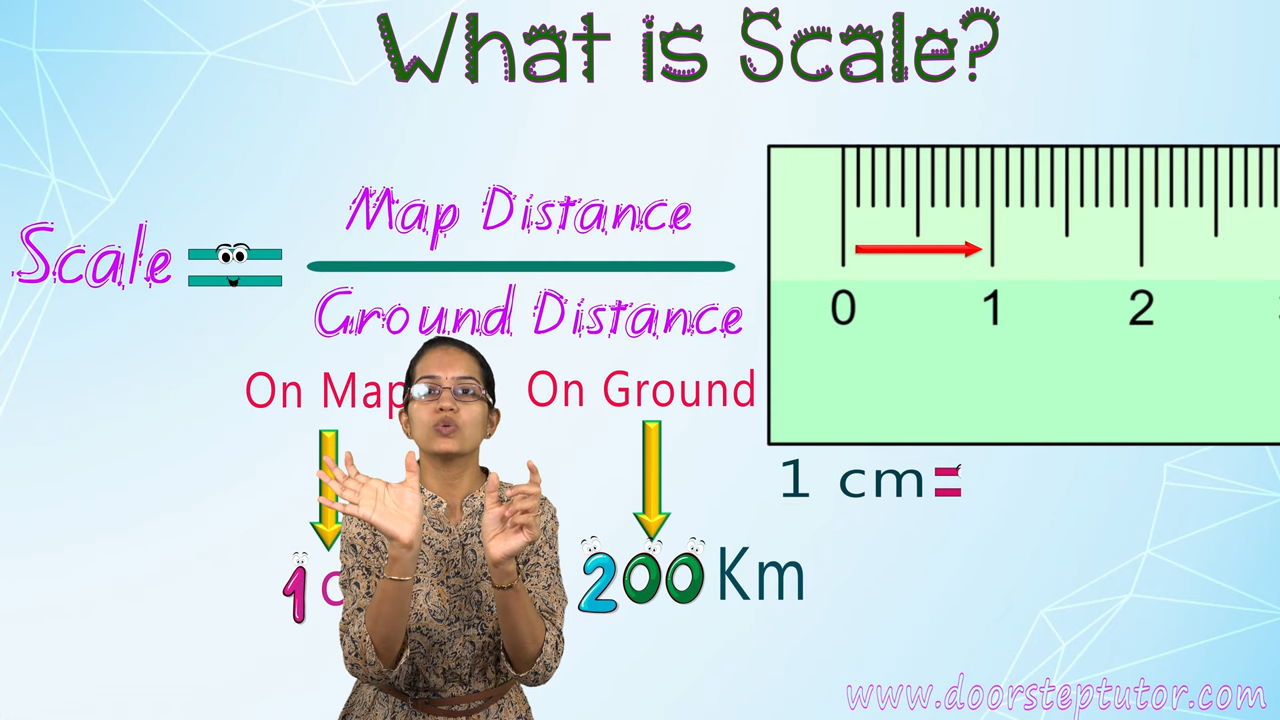 What is Scale?
Scale = Map Distance
Ground Distance
On Map
On Ground
1 c
200 Km
0 1 2
1 cm =
www.doorsteptutor.com